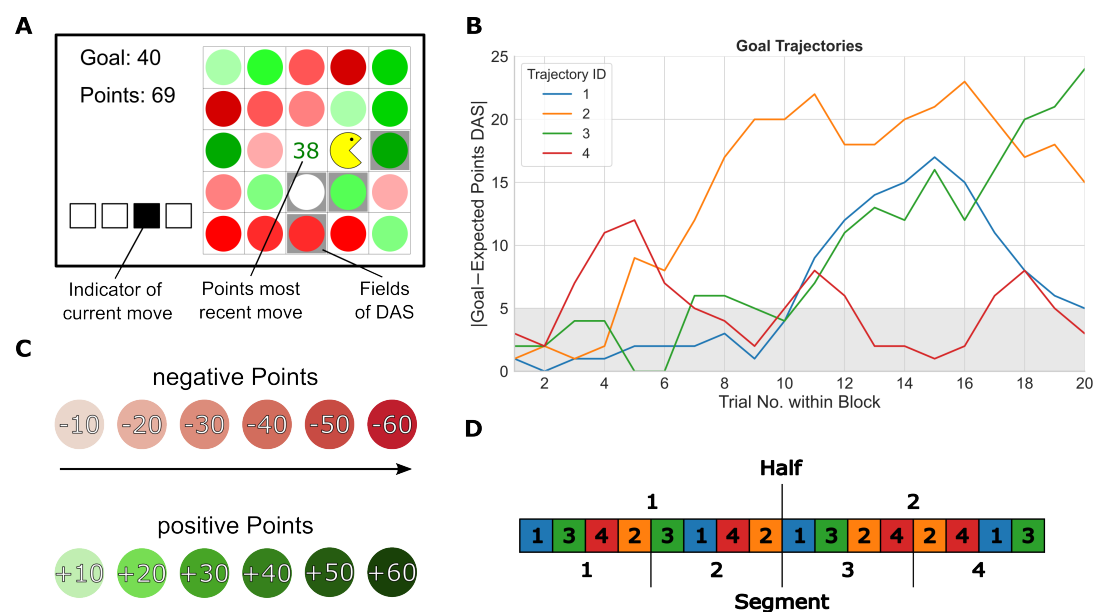 A
Goal: 40
Points: 69
38
Indicator of
current move
Points most
recent move
Fields
of DAS
B
Goal Trajectories
|Goal−Expected Points DAS|
25
20
15
10
5
0
Trajectory ID
1
2
3
4
2 4 6 8 10 12 14 16 18 20
Trial No. within Block
C
negative Points
-10 -20 -30 -40 -50 -60
positive Points
+10 +20 +30 +40 +50 +60
D
Half
1 2
1 3 4 2 3 1 4 2 1 3 2 4 2 4 1 3
1 2 3 4
Segment